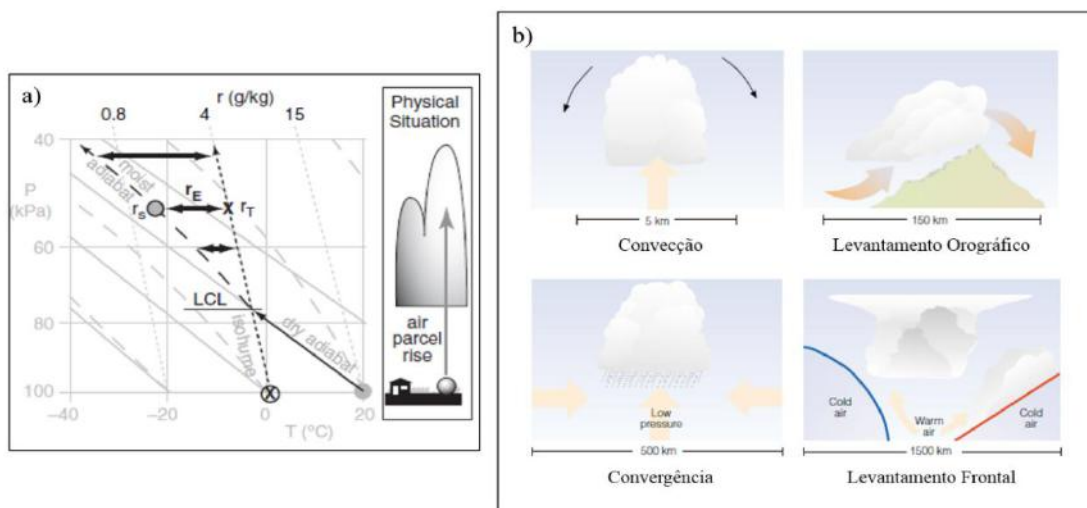 a)
r (g/kg)
0.8
4
15
40
P
(kPa)
60
80
100
moist
adiabat
rE
rS
rT
X
LCL
isohume
dry adiabat
X
-40
-20
0
20
T (°C)
Physical
Situation
air
parcel
rise
b)
5 km
Convecção
150 km
Levantamento Orográfico
Low
pressure
500 km
Convergência
Cold
air
Warm
air
Cold
air
1500 km
Levantamento Frontal